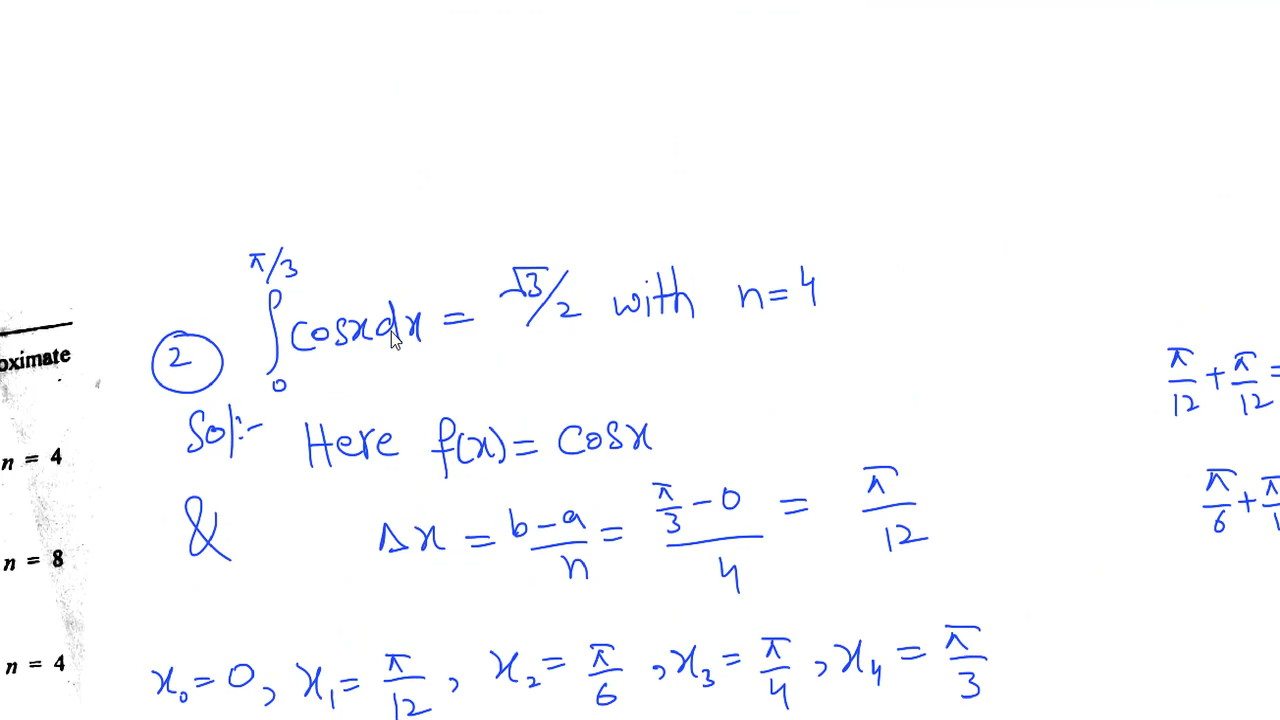 ∫₀^{π/3} cosx dx = √3/2 with n=4
②
oximate
Sol:- Here f(x) = cosx
n = 4
& Δx = b-a/n = (π/3 - 0)/4 = π/12
n = 8
x₀=0, x₁=π/12, x₂=π/6, x₃=π/4, x₄=π/3
n = 4
π/12 + π/12 =
π/6 + π/1